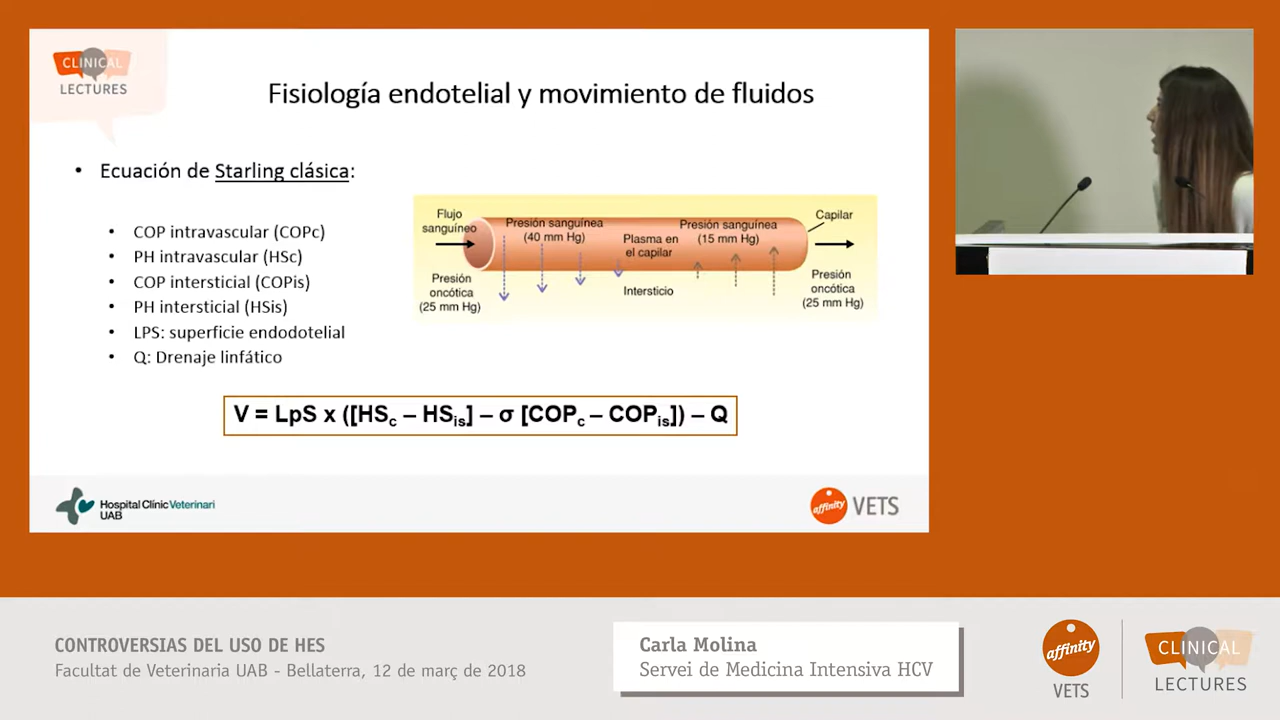 CLINICAL
LECTURES
Fisiología endotelial y movimiento de fluidos
• Ecuación de Starling clásica:
• COP intravascular (COPc)
• PH intravascular (HSc)
• COP intersticial (COPis)
• PH intersticial (HSis)
• LPS: superficie endodotelial
• Q: Drenaje linfático
Flujo
sanguíneo
Presión sanguínea
(40 mm Hg)
Plasma en
el capilar
Presión sanguínea
(15 mm Hg)
Capilar
Presión
oncótica
(25 mm Hg)
Intersticio
Presión
oncótica
(25 mm Hg)
V = LpS x ([HSc – HSis] – σ [COPc – COPis]) – Q
Hospital Clínic Veterinari
UAB
affinity VETS
CONTROVERSIAS DEL USO DE HES
Facultat de Veterinaria UAB - Bellaterra, 12 de març de 2018
Carla Molina
Servei de Medicina Intensiva HCV
affinity
VETS
CLINICAL
LECTURES